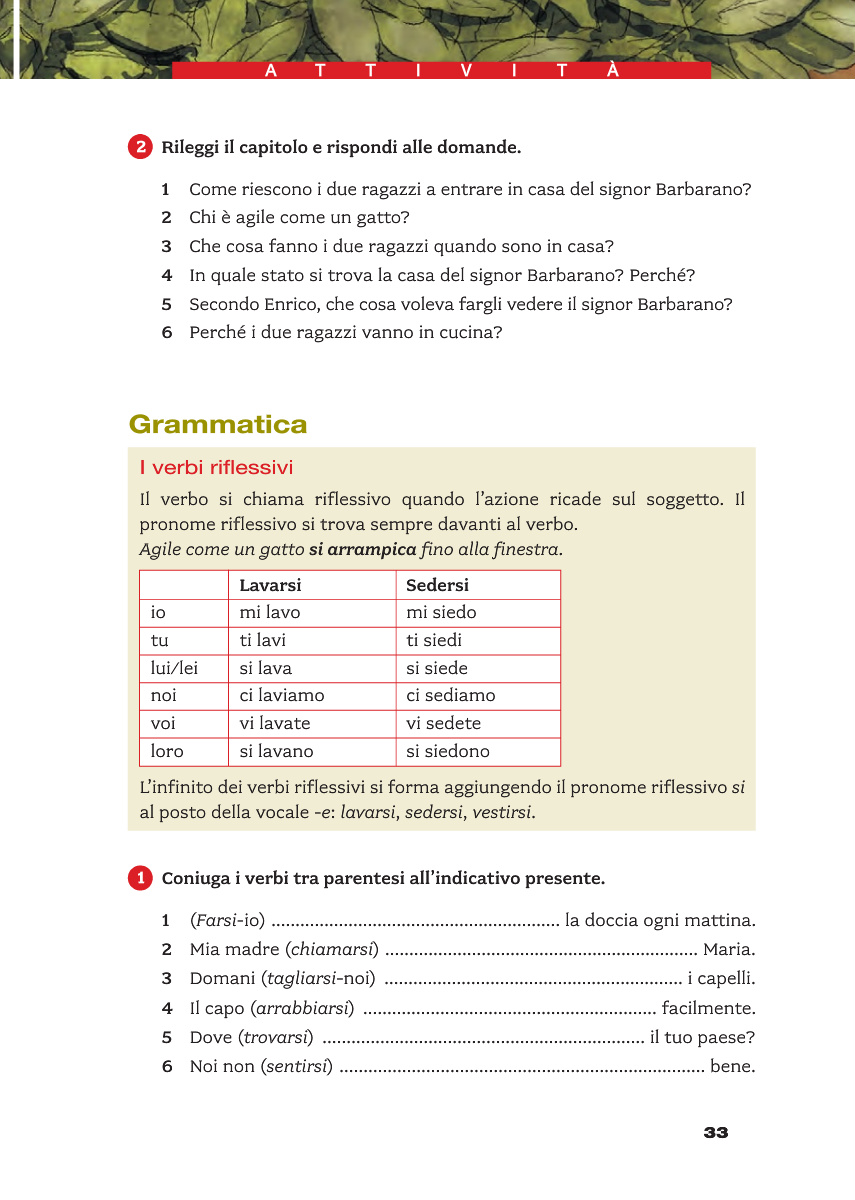 ATTIVITÀ
2 Rileggi il capitolo e rispondi alle domande.
1 Come riescono i due ragazzi a entrare in casa del signor Barbarano?
2 Chi è agile come un gatto?
3 Che cosa fanno i due ragazzi quando sono in casa?
4 In quale stato si trova la casa del signor Barbarano? Perché?
5 Secondo Enrico, che cosa voleva fargli vedere il signor Barbarano?
6 Perché i due ragazzi vanno in cucina?
Grammatica
I verbi riflessivi
Il verbo si chiama riflessivo quando l'azione ricade sul soggetto. Il
pronome riflessivo si trova sempre davanti al verbo.
Agile come un gatto si arrampica fino alla finestra.
Lavarsi Sedersi
io mi lavo mi siedo
tu ti lavi ti siedi
lui/lei si lava si siede
noi ci laviamo ci sediamo
voi vi lavate vi sedete
loro si lavano si siedono
L'infinito dei verbi riflessivi si forma aggiungendo il pronome riflessivo si
al posto della vocale -e: lavarsi, sedersi, vestirsi.
1 Coniuga i verbi tra parentesi all'indicativo presente.
1 (Farsi-io) ............................................................ la doccia ogni mattina.
2 Mia madre (chiamarsi) ................................................................. Maria.
3 Domani (tagliarsi-noi) .............................................................. i capelli.
4 Il capo (arrabbiarsi) ............................................................. facilmente.
5 Dove (trovarsi) ................................................................... il tuo paese?
6 Noi non (sentirsi) ............................................................................ bene.
33